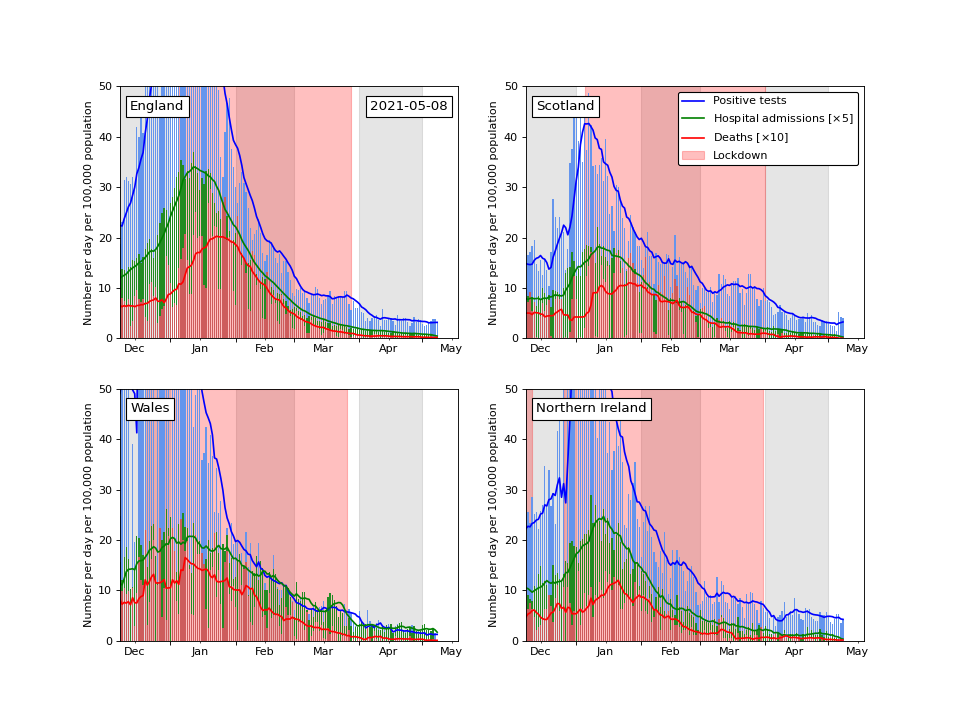 England
2021-05-08
Number per day per 100,000 population
50
40
30
20
10
0
Dec Jan Feb Mar Apr May
Scotland
Positive tests
Hospital admissions [×5]
Deaths [×10]
Lockdown
Number per day per 100,000 population
50
40
30
20
10
0
Dec Jan Feb Mar Apr May
Wales
Number per day per 100,000 population
50
40
30
20
10
0
Dec Jan Feb Mar Apr May
Northern Ireland
Number per day per 100,000 population
50
40
30
20
10
0
Dec Jan Feb Mar Apr May